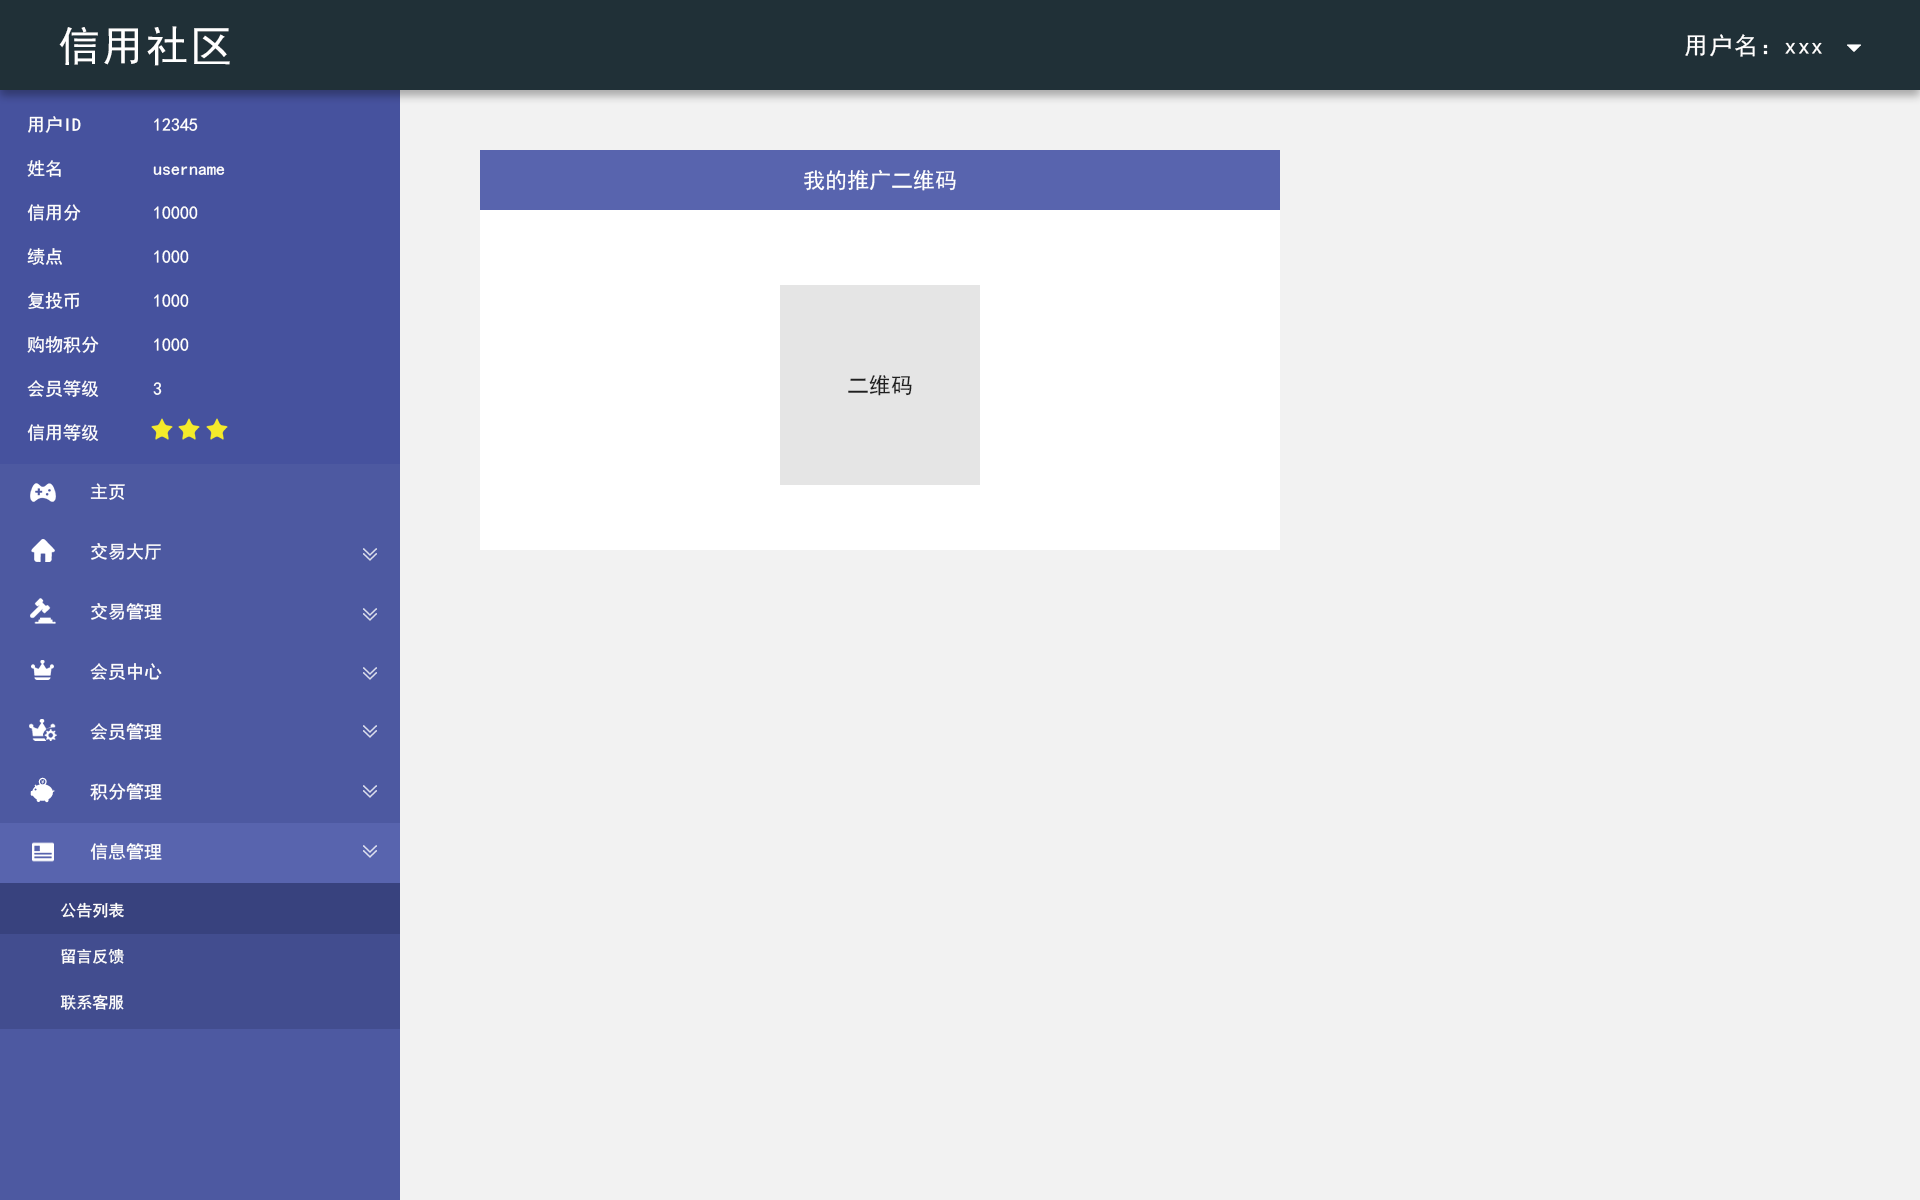 信用社区
用户名：xxx
用户ID 12345
姓名 username
信用分 10000
绩点 1000
复投币 1000
购物积分 1000
会员等级 3
信用等级
主页
交易大厅
交易管理
会员中心
会员管理
积分管理
信息管理
公告列表
留言反馈
联系客服
我的推广二维码
二维码